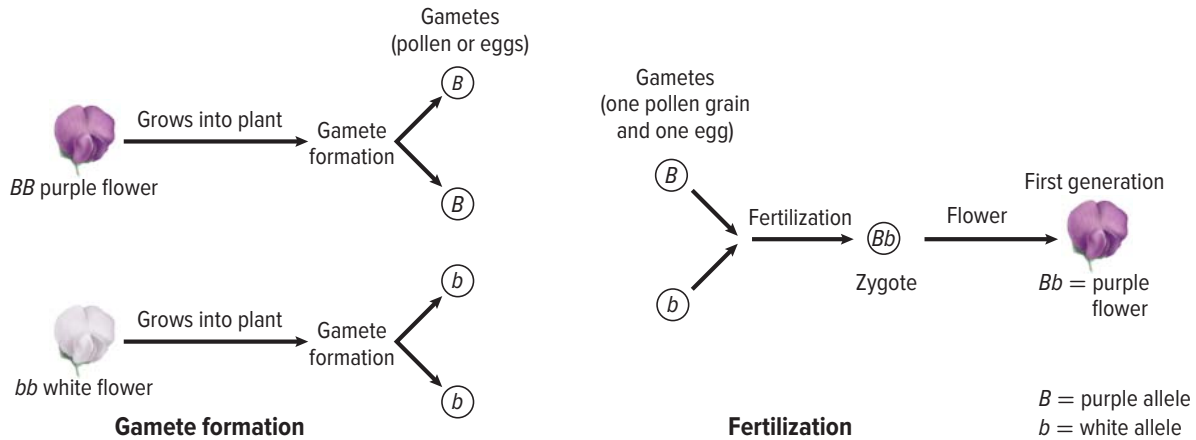 Gametes
(pollen or eggs)
B
Grows into plant
Gamete
formation
BB purple flower
B
b
Grows into plant
Gamete
formation
bb white flower
b
Gamete formation
Gametes
(one pollen grain
and one egg)
B
Fertilization
Bb
Zygote
b
Flower
First generation
Bb = purple
flower
Fertilization
B = purple allele
b = white allele